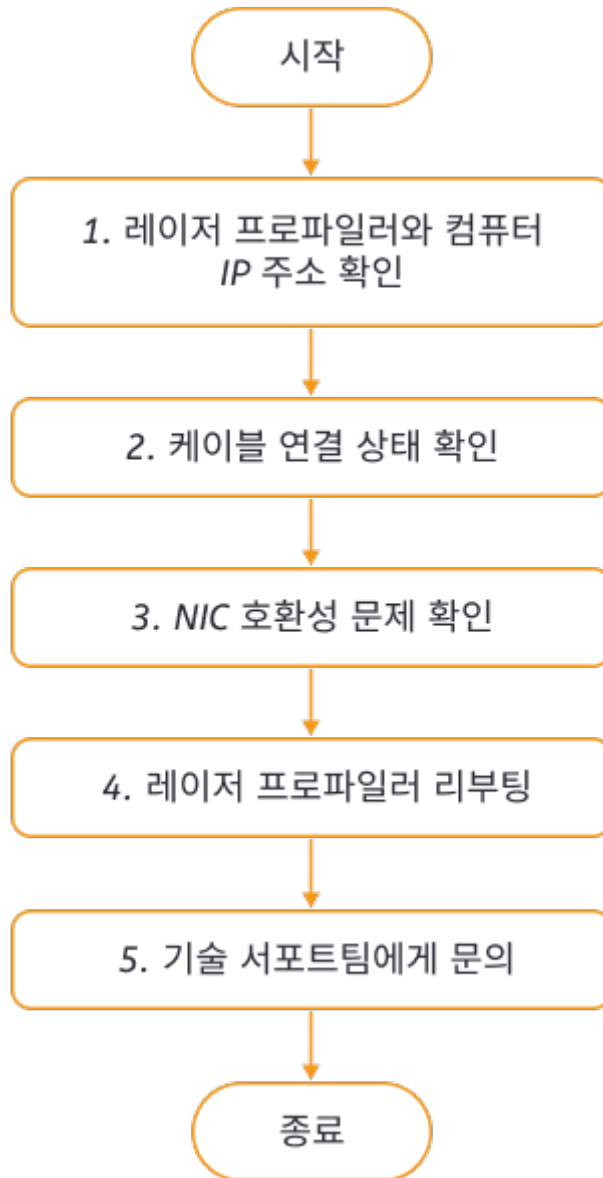 시작
1. 레이저 프로파일러와 컴퓨터
IP 주소 확인
2. 케이블 연결 상태 확인
3. NIC 호환성 문제 확인
4. 레이저 프로파일러 리부팅
5. 기술 서포트팀에게 문의
종료